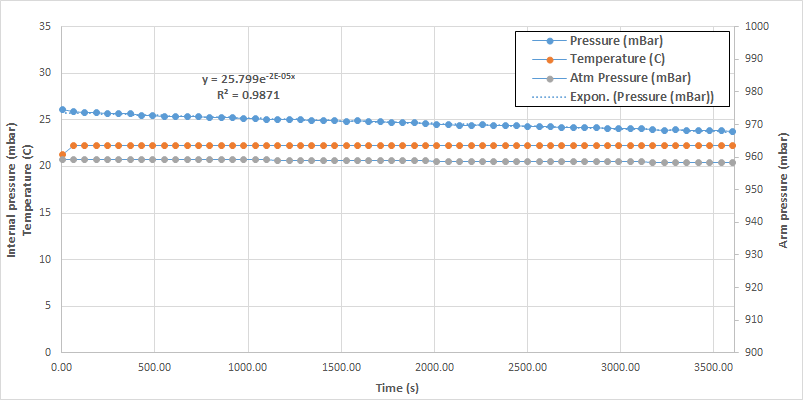 35
30
25
20
15
10
5
0
1000
990
980
970
960
950
940
930
920
910
900
0.00
500.00
1000.00
1500.00
2000.00
2500.00
3000.00
3500.00
Internal pressure (mbar)
Temperature (C)
Arm pressure (mbar)
Time (s)
y = 25.799e^-2E-05x
R² = 0.9871
Pressure (mBar)
Temperature (C)
Atm Pressure (mBar)
Expon. (Pressure (mBar))